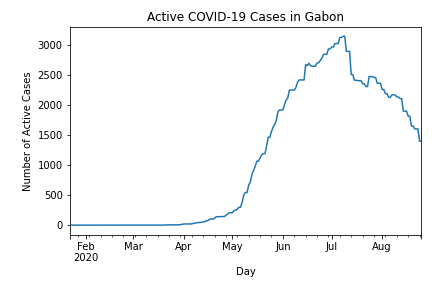 Active COVID-19 Cases in Gabon
Number of Active Cases
3000
2500
2000
1500
1000
500
0
Feb Mar Apr May Jun Jul Aug
2020
Day